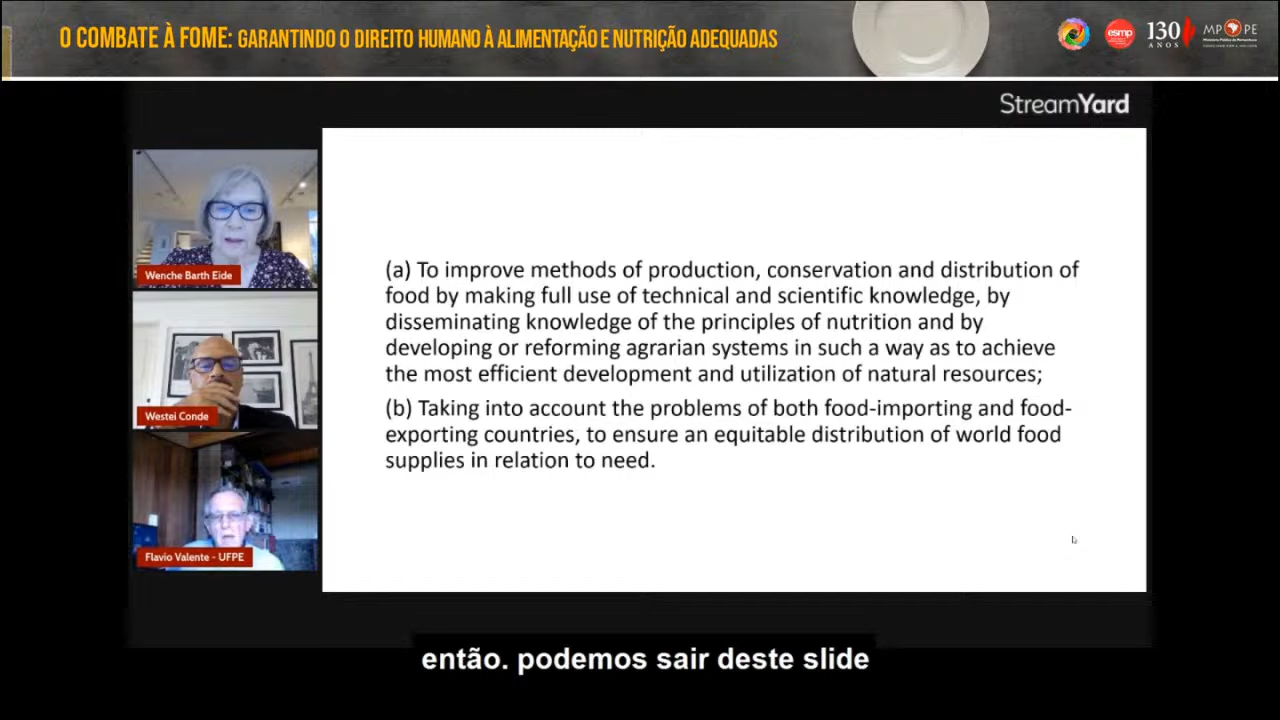 O COMBATE À FOME: GARANTINDO O DIREITO HUMANO À ALIMENTAÇÃO E NUTRIÇÃO ADEQUADAS
esmp
130
ANOS
MP PE
StreamYard
Wenche Barth Eide
Westei Conde
Flavio Valente - UFPE
(a) To improve methods of production, conservation and distribution of
food by making full use of technical and scientific knowledge, by
disseminating knowledge of the principles of nutrition and by
developing or reforming agrarian systems in such a way as to achieve
the most efficient development and utilization of natural resources;
(b) Taking into account the problems of both food-importing and food-
exporting countries, to ensure an equitable distribution of world food
supplies in relation to need.
então. podemos sair deste slide